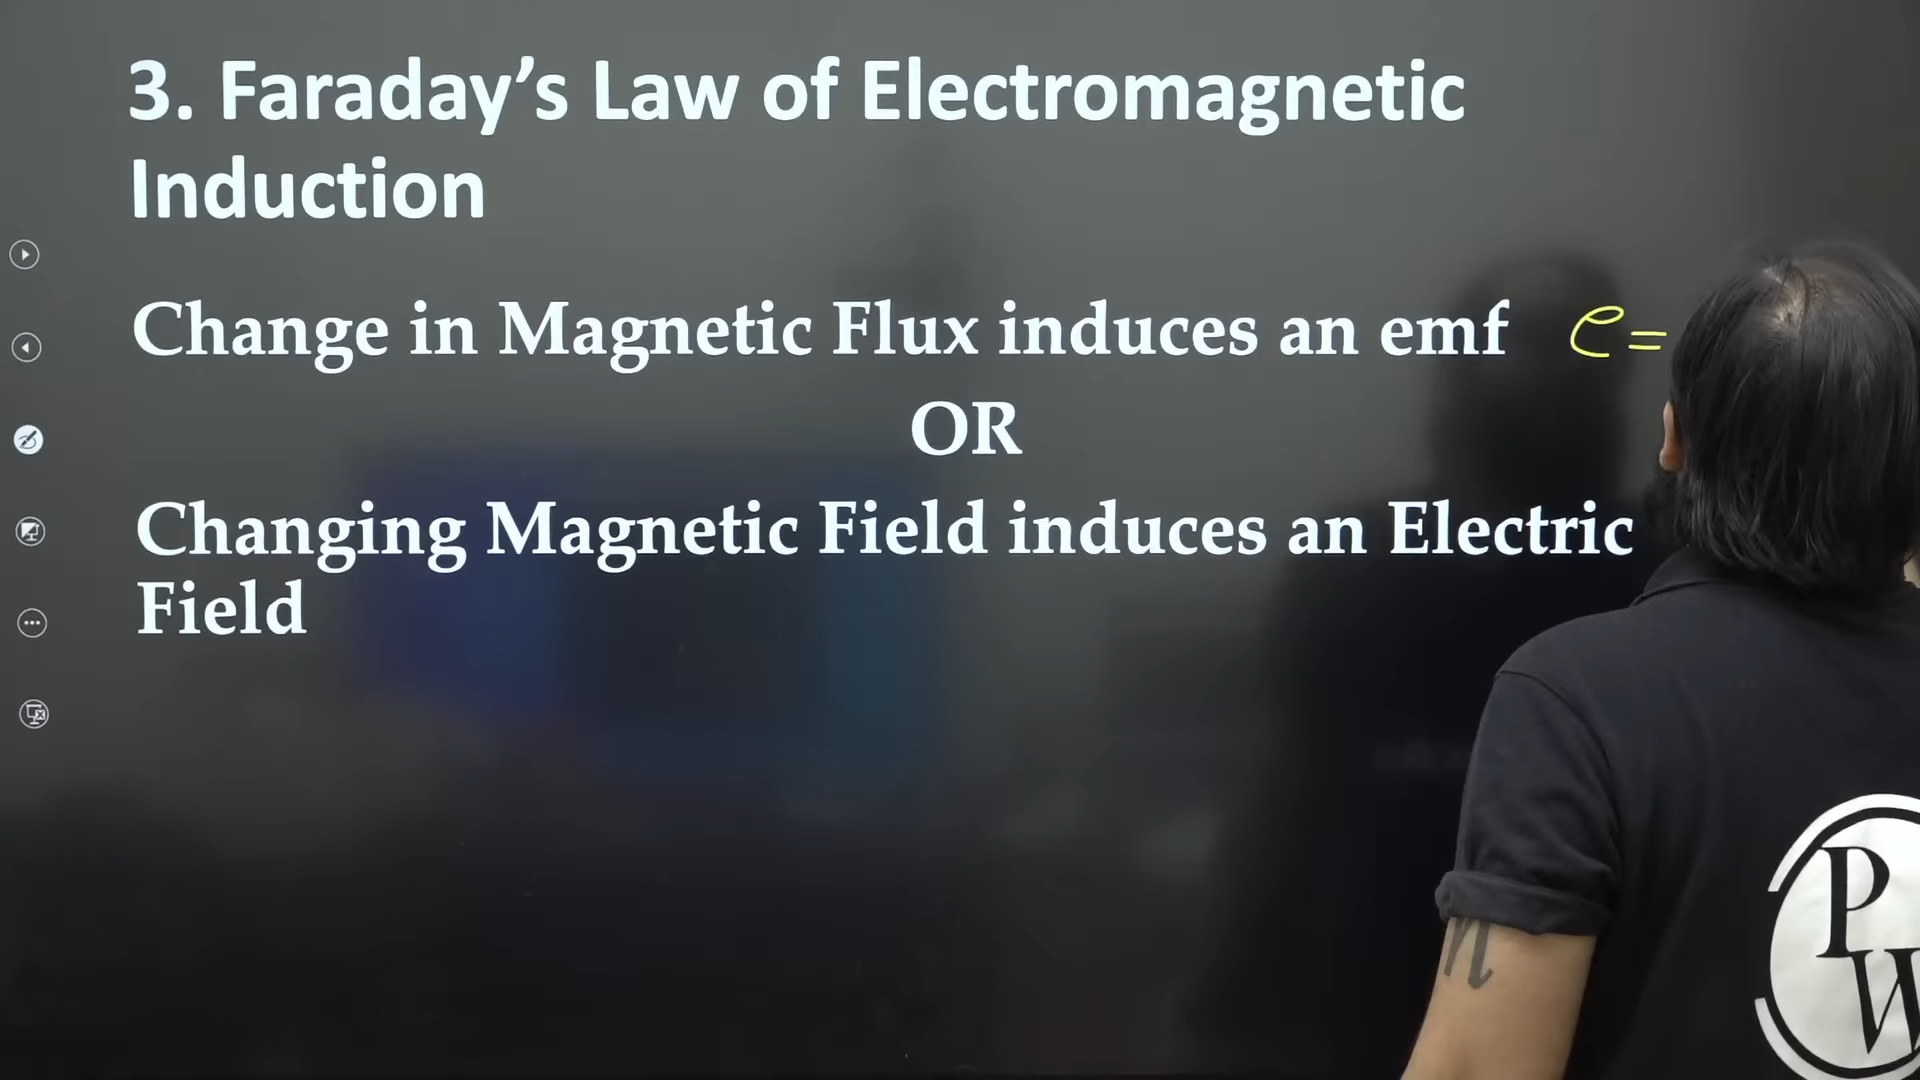 3. Faraday’s Law of Electromagnetic
Induction
Change in Magnetic Flux induces an emf e=
OR
Changing Magnetic Field induces an Electric
Field
n
P
W